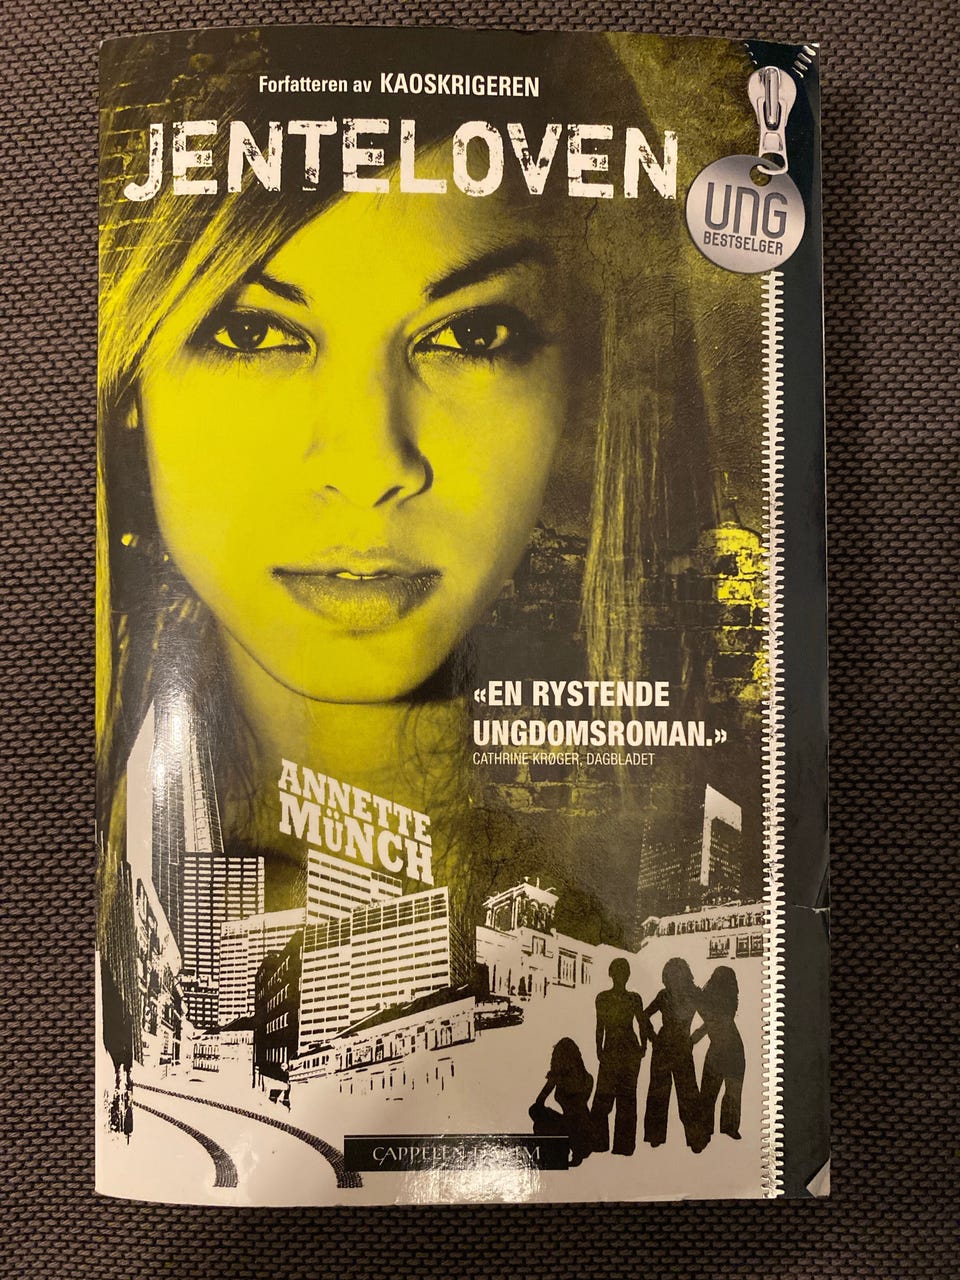 Forfatteren av KAOSKRIGEREN
JENTELOVEN
UNG
BESTSELGER
«EN RYSTENDE
UNGDOMSROMAN.»
CATHRINE KRØGER, DAGBLADET
ANNETTE
MÜNCH
CAPPELEN DAMM